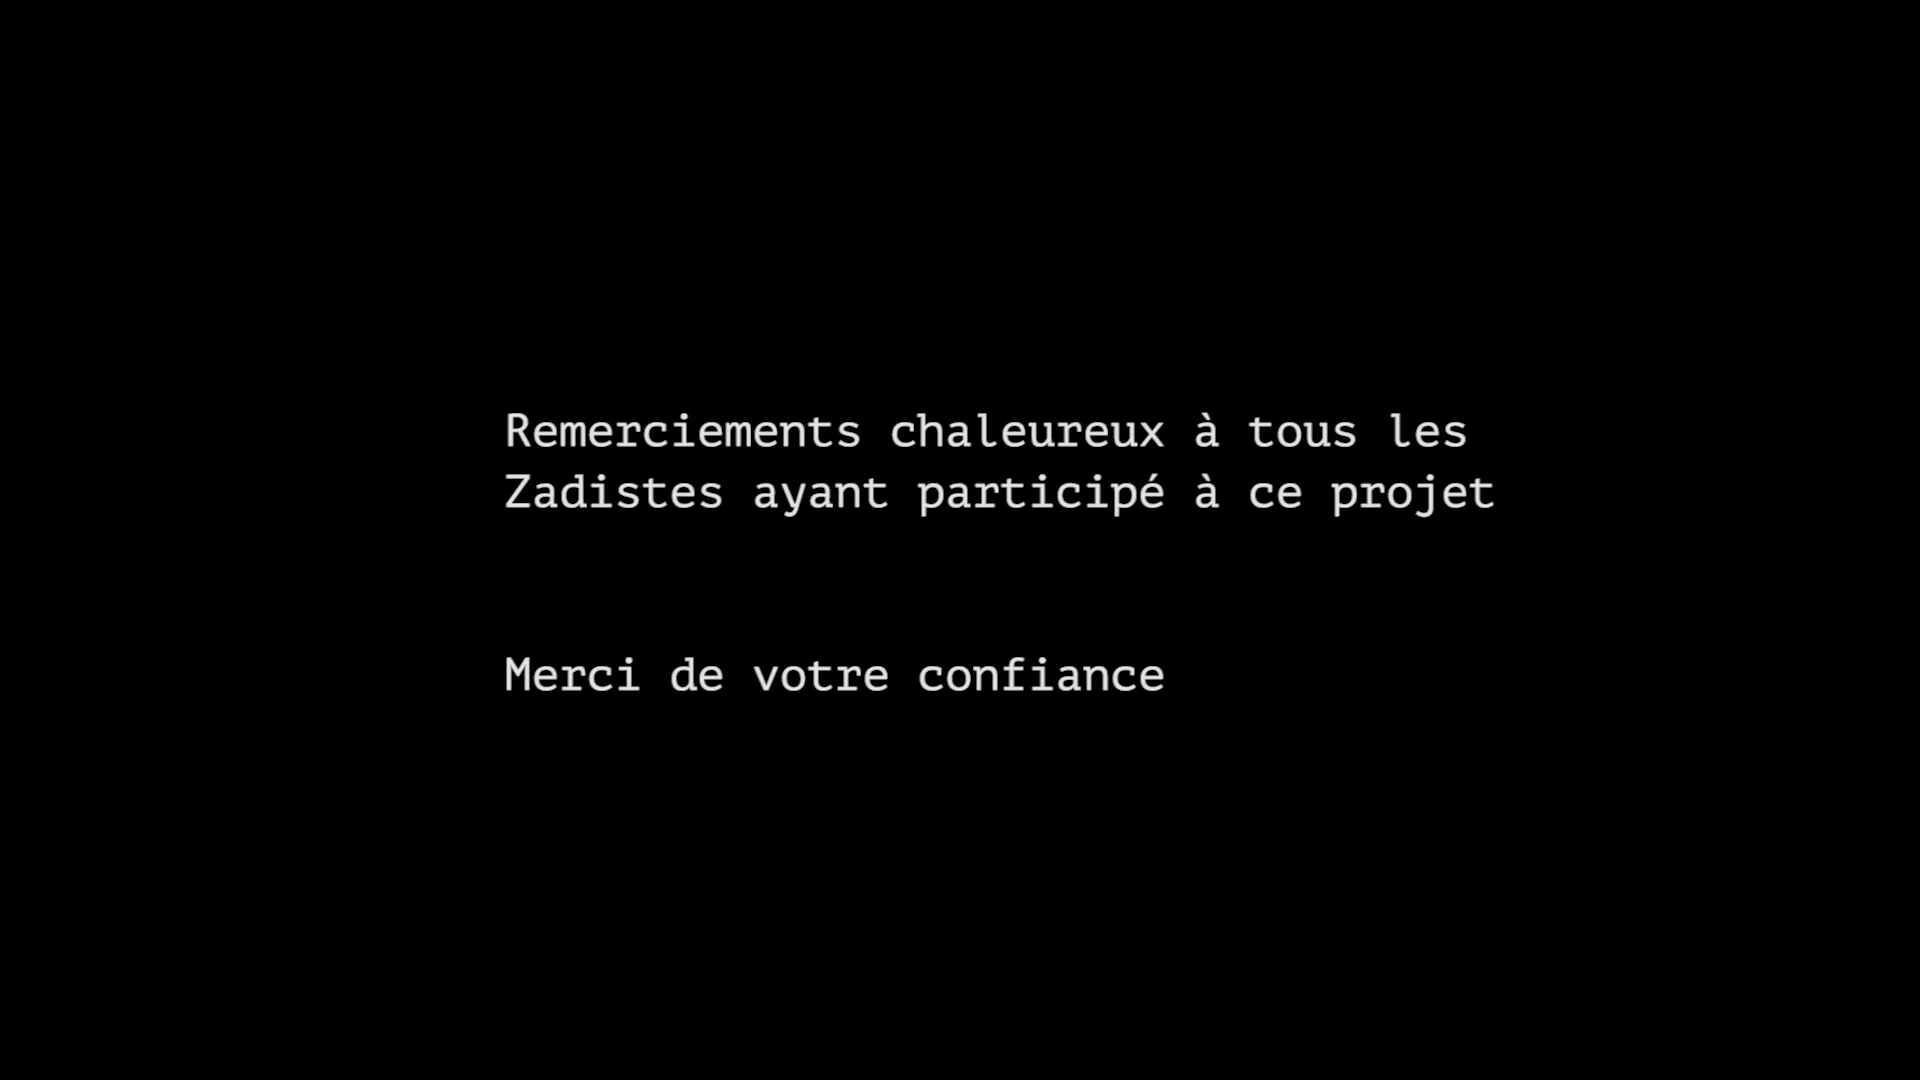 Remerciements chaleureux à tous les
Zadistes ayant participé à ce projet
Merci de votre confiance